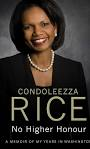 CONDOLEEZZA
RICE
No Higher Honour
A MEMOIR OF MY YEARS IN WASHINGTON